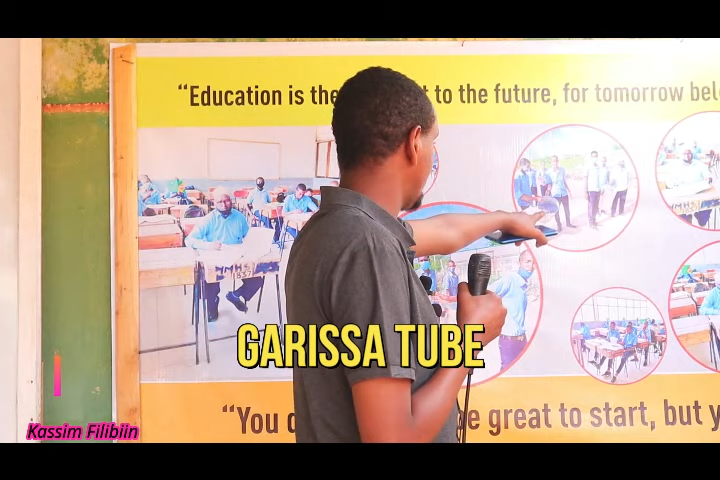 “Education is the t to the future, for tomorrow bel
GARISSA TUBE
“You d e great to start, but y
Kassim Filibiin